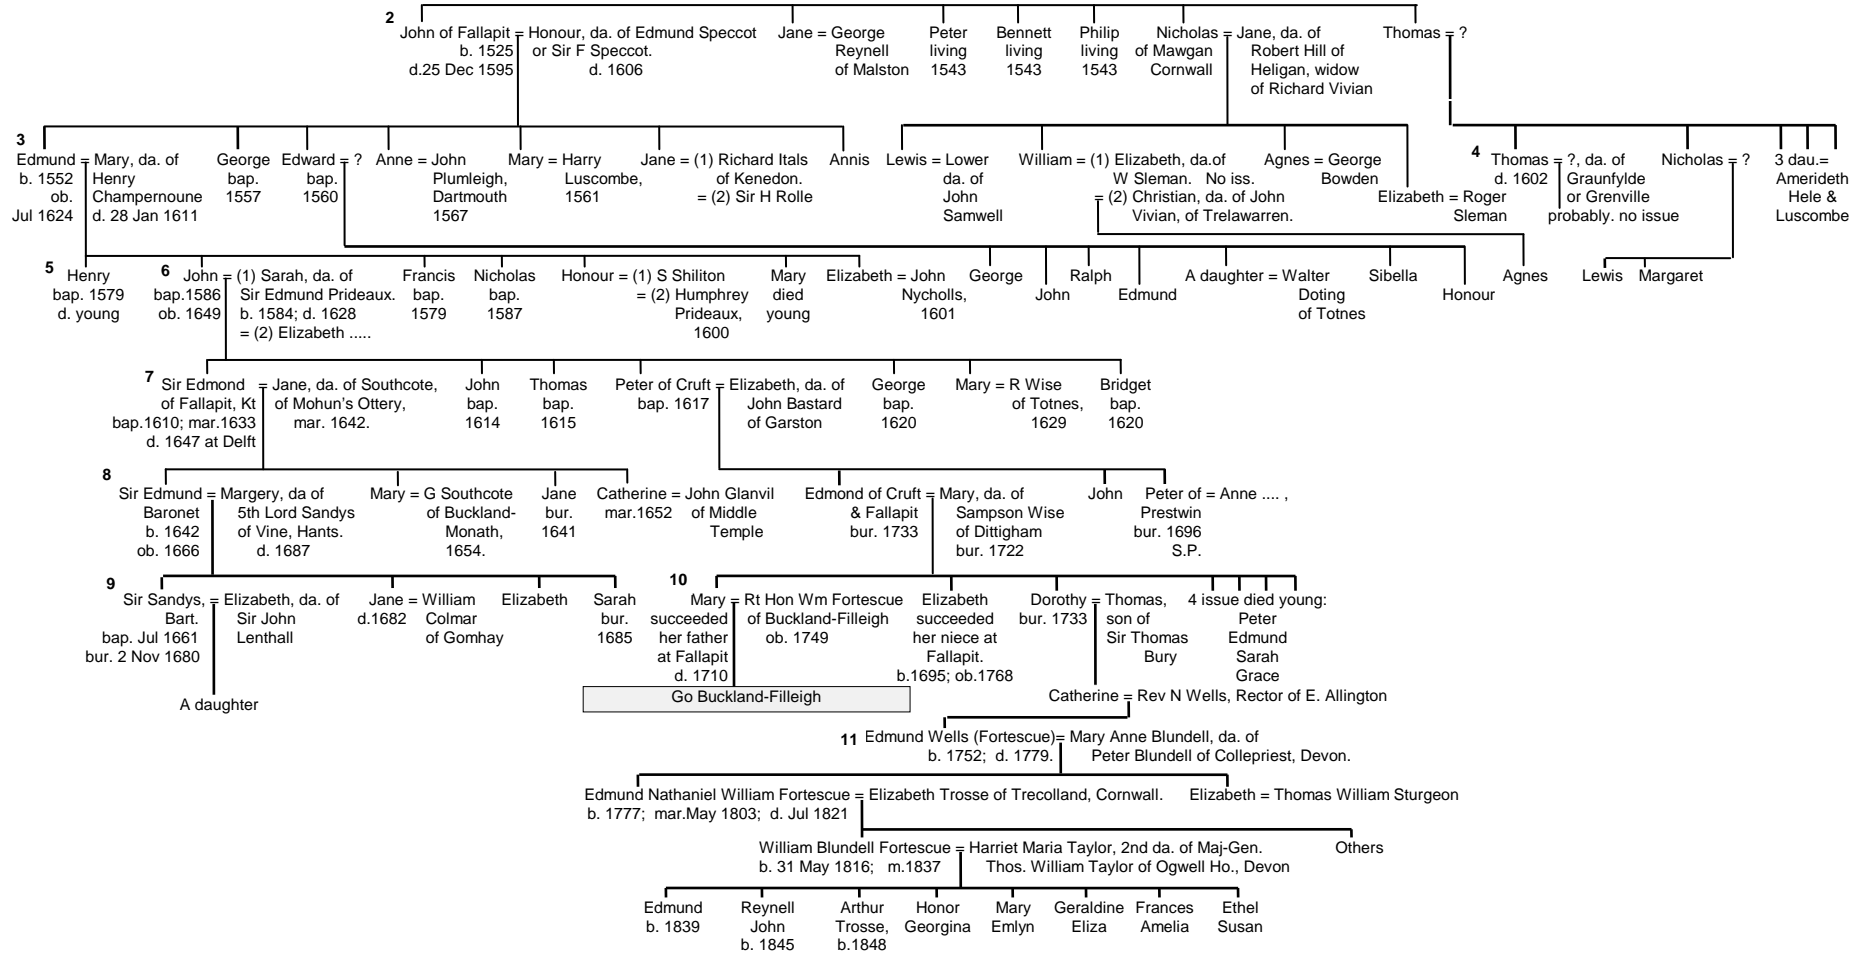 2
John of Fallapit = Honour, da. of Edmund Speccot
b. 1525 or Sir F Speccot.
d.25 Dec 1595 d. 1606
Jane = George
Reynell
of Malston
Peter
living
1543
Bennett
living
1543
Philip
living
1543
Nicholas = Jane, da. of
of Mawgan Robert Hill of
Cornwall Heligan, widow
of Richard Vivian
Thomas = ?
3
Edmund = Mary, da. of
b. 1552 Henry
ob. Champernoune
Jul 1624 d. 28 Jan 1611
George
bap.
1557
Edward = ?
bap.
1560
Anne = John
Plumleigh,
Dartmouth
1567
Mary = Harry
Luscombe,
1561
Jane = (1) Richard Itals
of Kenedon.
= (2) Sir H Rolle
Annis
Lewis = Lower
da. of
John
Samwell
William = (1) Elizabeth, da.of
W Sleman. No iss.
= (2) Christian, da. of John
Vivian, of Trelawarren.
Agnes = George
Bowden
Elizabeth = Roger
Sleman
4
Thomas = ?, da. of
d. 1602 Graunfylde
or Grenville
probably. no issue
Nicholas = ?
3 dau.=
Amerideth
Hele &
Luscombe
5
Henry
bap. 1579
d. young
6
John = (1) Sarah, da. of
bap.1586 Sir Edmund Prideaux.
ob. 1649 b. 1584; d. 1628
= (2) Elizabeth .....
Francis
bap.
1579
Nicholas
bap.
1587
Honour = (1) S Shiliton
= (2) Humphrey
Prideaux,
1600
Mary
died
young
Elizabeth = John
Nycholls,
1601
George
John
Ralph
Edmund
A daughter = Walter
Doting
of Totnes
Sibella
Honour
Agnes
Lewis
Margaret
7
Sir Edmond = Jane, da. of Southcote,
of Fallapit, Kt of Mohun's Ottery,
bap.1610; mar.1633 mar. 1642.
d. 1647 at Delft
John
bap.
1614
Thomas
bap.
1615
Peter of Cruft = Elizabeth, da. of
bap. 1617 John Bastard
of Garston
George
bap.
1620
Mary = R Wise
of Totnes,
1629
Bridget
bap.
1620
8
Sir Edmund = Margery, da of
Baronet 5th Lord Sandys
b. 1642 of Vine, Hants.
ob. 1666 d. 1687
Mary = G Southcote
of Buckland-
Monath,
1654.
Jane
bur.
1641
Catherine = John Glanvil
mar.1652 of Middle
Temple
Edmond of Cruft = Mary, da. of
& Fallapit Sampson Wise
bur. 1733 of Dittigham
bur. 1722
John
Peter of = Anne .... ,
Prestwin
bur. 1696
S.P.
9
Sir Sandys, = Elizabeth, da. of
Bart. Sir John
bap. Jul 1661 Lenthall
bur. 2 Nov 1680
Jane = William
d.1682 Colmar
of Gomhay
Elizabeth
Sarah
bur.
1685
10
Mary = Rt Hon Wm Fortescue
succeeded of Buckland-Filleigh
her father ob. 1749
at Fallapit
d. 1710
Elizabeth
succeeded
her niece at
Fallapit.
b.1695; ob.1768
Dorothy = Thomas,
bur. 1733 son of
Sir Thomas
Bury
4 issue died young:
Peter
Edmund
Sarah
Grace
Go Buckland-Filleigh
A daughter
Catherine = Rev N Wells, Rector of E. Allington
11
Edmund Wells (Fortescue)= Mary Anne Blundell, da. of
b. 1752; d. 1779. Peter Blundell of Collepriest, Devon.
Edmund Nathaniel William Fortescue = Elizabeth Trosse of Trecolland, Cornwall.
b. 1777; mar.May 1803; d. Jul 1821
Elizabeth = Thomas William Sturgeon
William Blundell Fortescue = Harriet Maria Taylor, 2nd da. of Maj-Gen.
b. 31 May 1816; m.1837 Thos. William Taylor of Ogwell Ho., Devon
Others
Edmund
b. 1839
Reynell
John
b. 1845
Arthur
Trosse,
b.1848
Honor
Georgina
Mary
Emlyn
Geraldine
Eliza
Frances
Amelia
Ethel
Susan